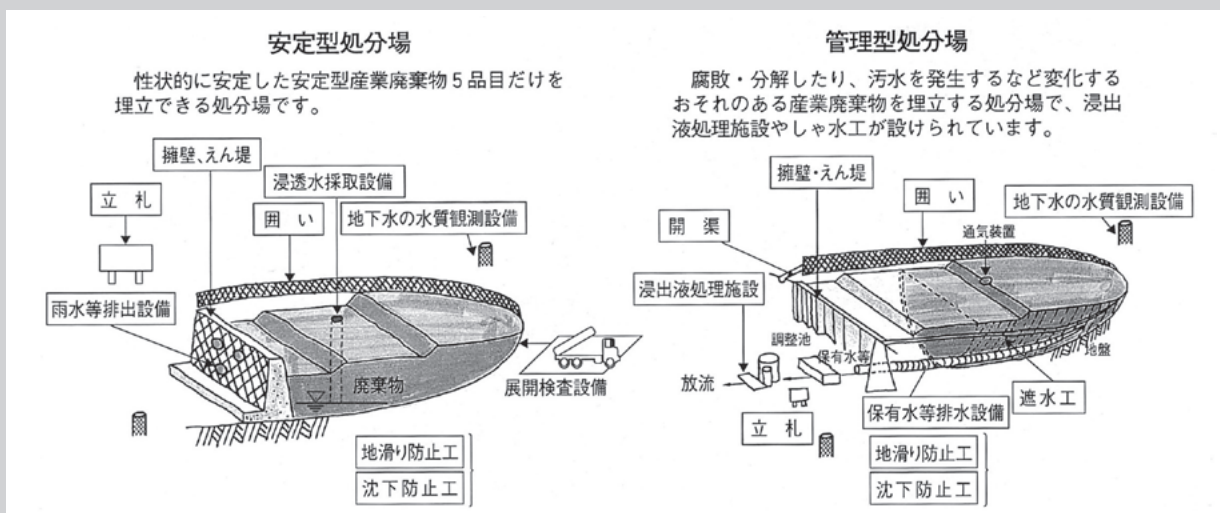 安定型処分場
性状的に安定した安定型産業廃棄物5品目だけを
埋立できる処分場です。
擁壁、えん堤
浸透水採取設備
立札
囲い
地下水の水質観測設備
雨水等排出設備
廃棄物
展開検査設備
地滑り防止工
沈下防止工
管理型処分場
腐敗・分解したり、汚水を発生するなど変化する
おそれのある産業廃棄物を埋立する処分場で、浸出
液処理施設やしゃ水工が設けられています。
擁壁・えん堤
囲い
地下水の水質観測設備
開渠
通気装置
浸出液処理施設
調整池
保有水等
地盤
放流
遮水工
立札
保有水等排水設備
地滑り防止工
沈下防止工